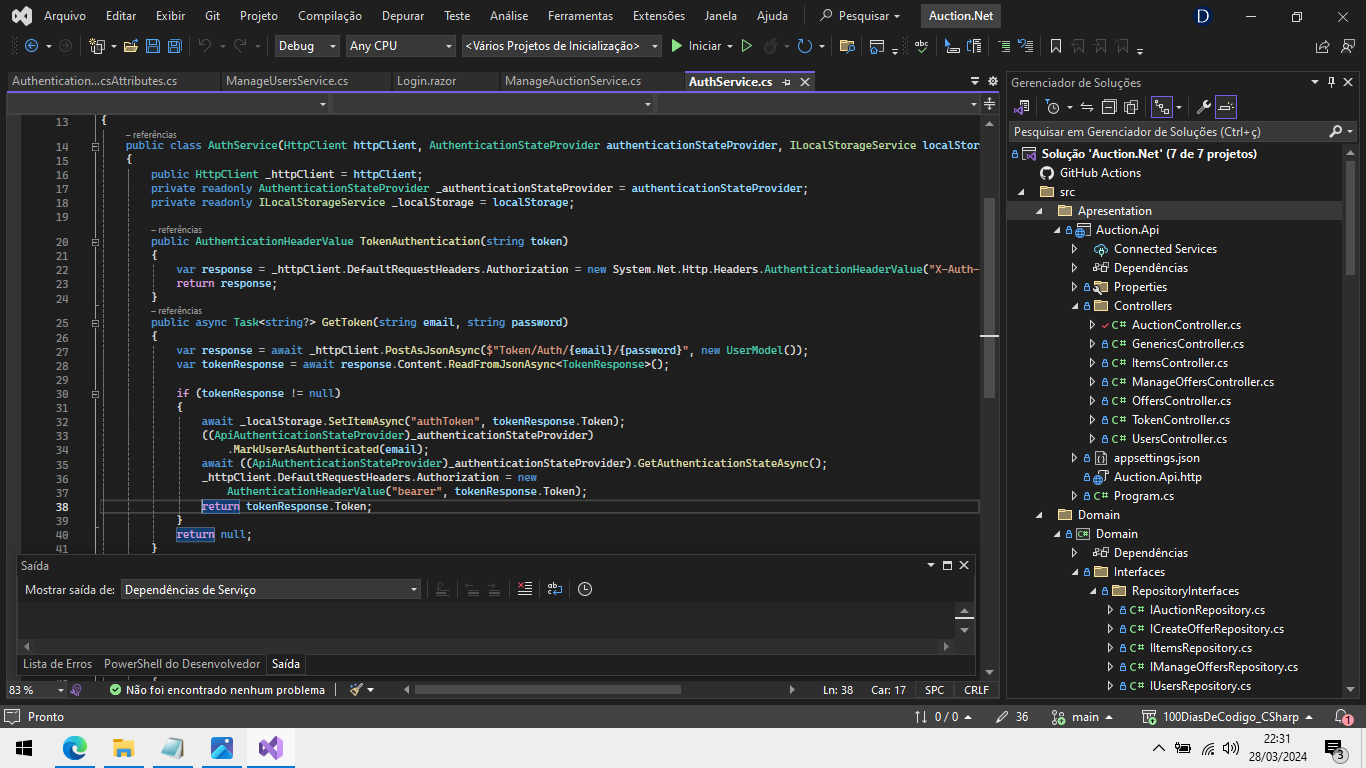 Arquivo Editar Exibir Git Projeto Compilação Depurar Teste Análise Ferramentas Extensões Janela Ajuda Pesquisar Auction.Net D
Debug Any CPU <Vários Projetos de Inicialização> Iniciar
Authentication...csAttributes.cs ManageUsersService.cs Login.razor ManageAuctionService.cs AuthService.cs
13 {
– referências
14 public class AuthService(HttpClient httpClient, AuthenticationStateProvider authenticationStateProvider, ILocalStorageService localStor
15 {
16 public HttpClient _httpClient = httpClient;
17 private readonly AuthenticationStateProvider _authenticationStateProvider = authenticationStateProvider;
18 private readonly ILocalStorageService _localStorage = localStorage;
19
– referências
20 public AuthenticationHeaderValue TokenAuthentication(string token)
21 {
22 var response = _httpClient.DefaultRequestHeaders.Authorization = new System.Net.Http.Headers.AuthenticationHeaderValue("X-Auth-
23 return response;
24 }
– referências
25 public async Task<string?> GetToken(string email, string password)
26 {
27 var response = await _httpClient.PostAsJsonAsync($"Token/Auth/{email}/{password}", new UserModel());
28 var tokenResponse = await response.Content.ReadFromJsonAsync<TokenResponse>();
29
30 if (tokenResponse != null)
31 {
32 await _localStorage.SetItemAsync("authToken", tokenResponse.Token);
33 ((ApiAuthenticationStateProvider)_authenticationStateProvider)
34 .MarkUserAsAuthenticated(email);
35 await ((ApiAuthenticationStateProvider)_authenticationStateProvider).GetAuthenticationStateAsync();
36 _httpClient.DefaultRequestHeaders.Authorization = new
37 AuthenticationHeaderValue("bearer", tokenResponse.Token);
38 return tokenResponse.Token;
39 }
40 return null;
41 }
Saída
Mostrar saída de: Dependências de Serviço
Lista de Erros PowerShell do Desenvolvedor Saída
83 % Não foi encontrado nenhum problema Ln: 38 Car: 17 SPC CRLF
Gerenciador de Soluções
Pesquisar em Gerenciador de Soluções (Ctrl+ç)
Solução 'Auction.Net' (7 de 7 projetos)
GitHub Actions
src
Apresentation
Auction.Api
Connected Services
Dependências
Properties
Controllers
C# AuctionController.cs
C# GenericsController.cs
C# ItemsController.cs
C# ManageOffersController.cs
C# OffersController.cs
C# TokenController.cs
C# UsersController.cs
appsettings.json
Auction.Api.http
C# Program.cs
Domain
C# Domain
Dependências
Interfaces
RepositoryInterfaces
C# IAuctionRepository.cs
C# ICreateOfferRepository.cs
C# IItemsRepository.cs
C# IManageOffersRepository.cs
C# IUsersRepository.cs
Pronto 0 / 0 36 main 100DiasDeCodigo_CSharp 1
22:31
28/03/2024
3